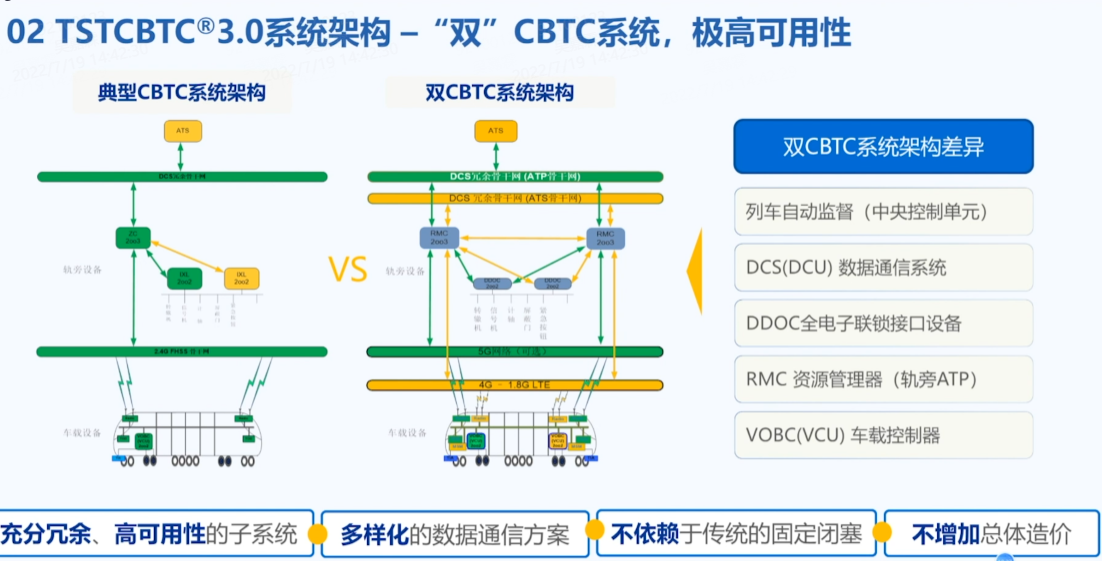 02 TSTCBTC®3.0系统架构 – “双”CBTC系统，极高可用性
典型CBTC系统架构
双CBTC系统架构
ATS
DCS冗余骨干网
ZC
2oo3
IXL
2oo2
IXL
2oo2
轨旁设备
2.4G FHSS 骨干网
车载设备
VS
ATS
DCS冗余骨干网 (ATP骨干网)
DCS 冗余骨干网 (ATS骨干网)
RMC
2oo3
RMC
2oo3
轨旁设备
DDOC
2oo2
DDOC
2oo2
转辙机
信号机
计轴
屏蔽门
紧急按钮
5G网络（可选）
4G - 1.8G LTE
车载设备
双CBTC系统架构差异
列车自动监督（中央控制单元）
DCS(DCU) 数据通信系统
DDOC全电子联锁接口设备
RMC 资源管理器（轨旁ATP）
VOBC(VCU) 车载控制器
充分冗余、高可用性的子系统
多样化的数据通信方案
不依赖于传统的固定闭塞
不增加总体造价